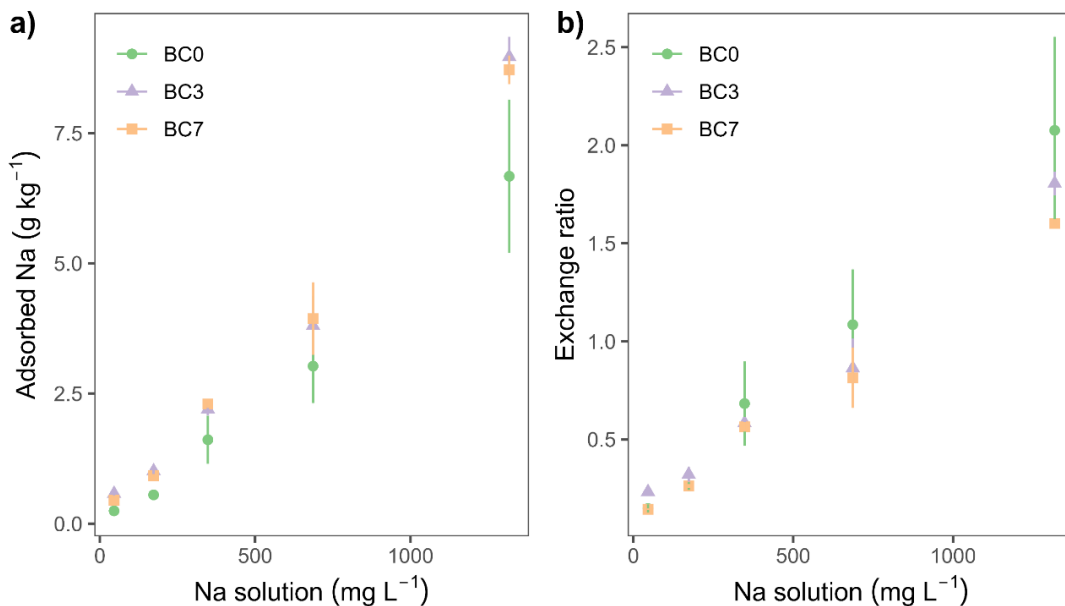 a)
BC0
BC3
BC7
7.5
5.0
2.5
0.0
Adsorbed Na (g kg⁻¹)
0
500
1000
Na solution (mg L⁻¹)
b)
BC0
BC3
BC7
2.5
2.0
1.5
1.0
0.5
Exchange ratio
0
500
1000
Na solution (mg L⁻¹)